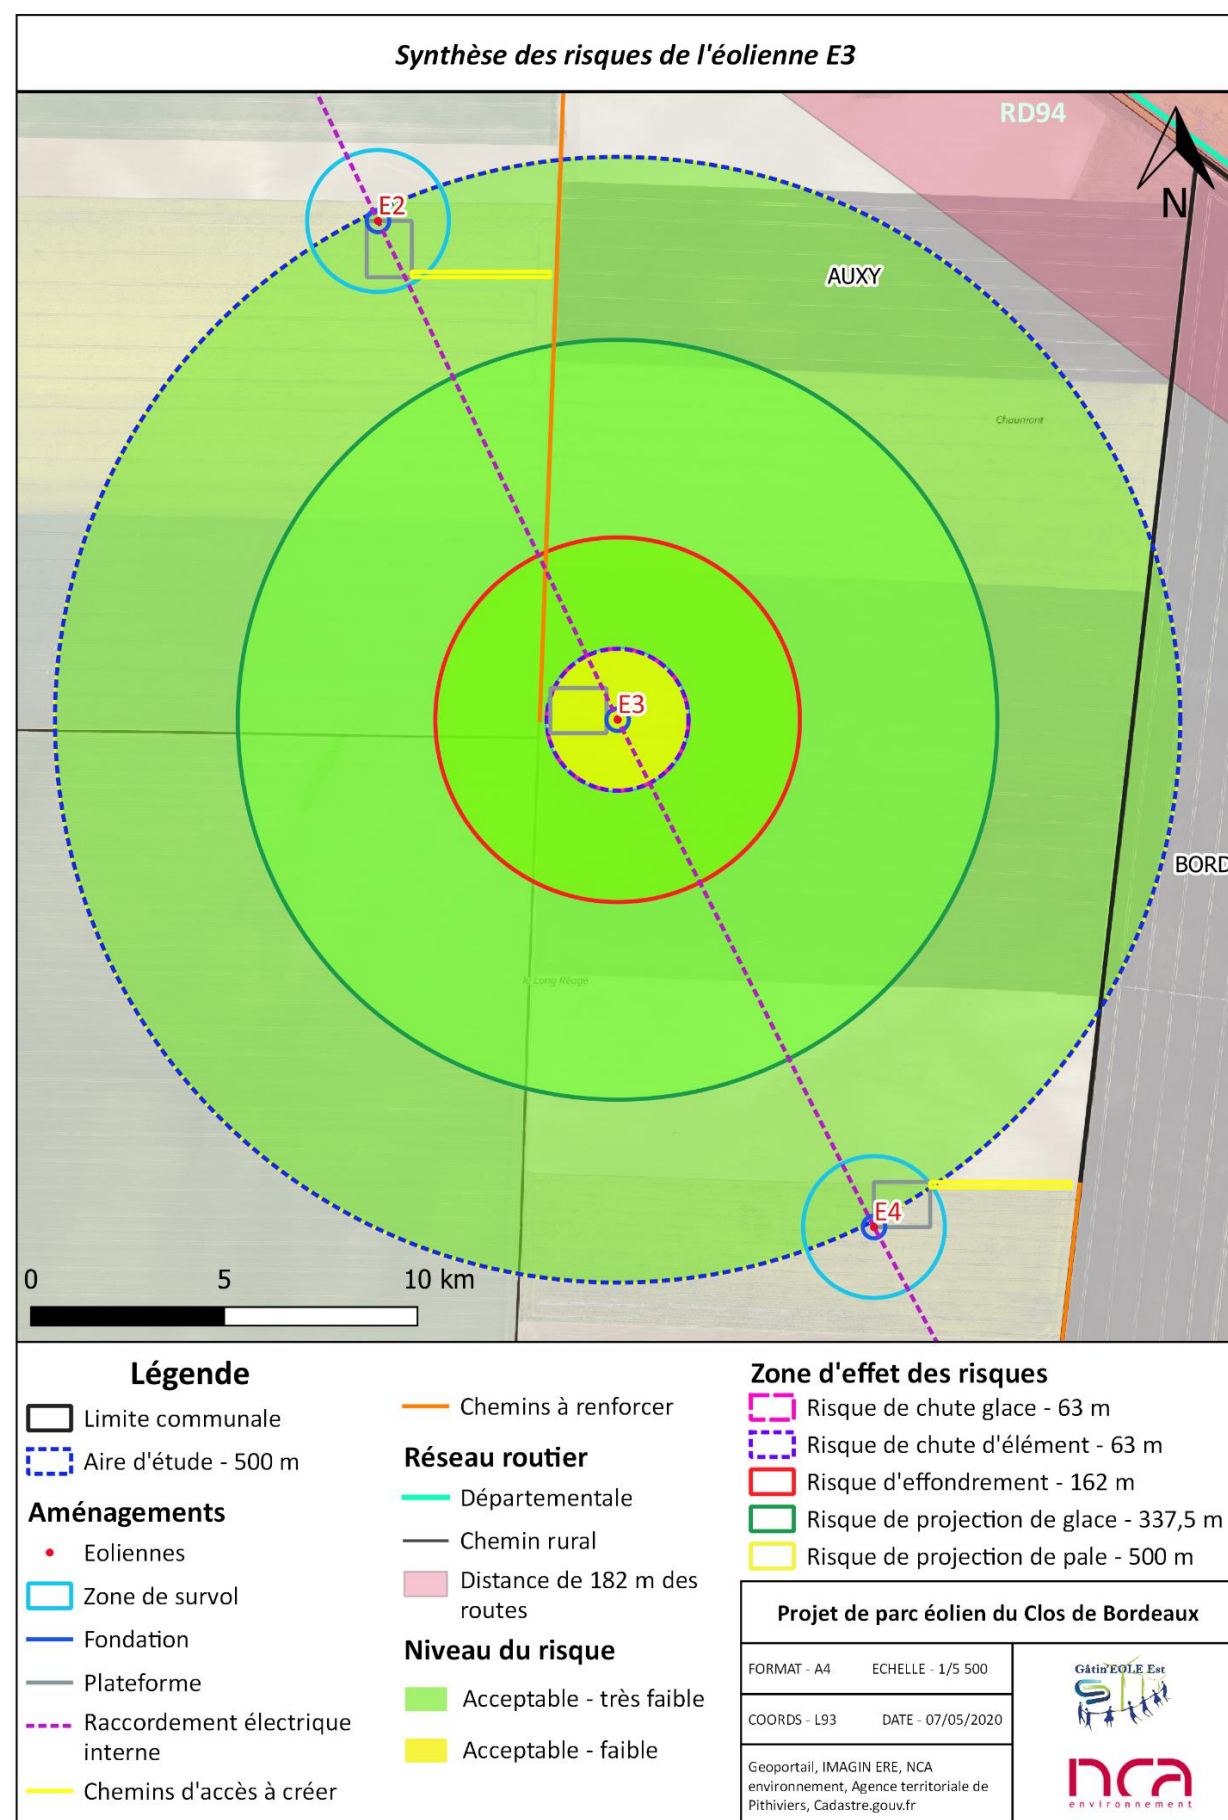 Synthèse des risques de l'éolienne E3
RD94
N
E2
AUXY
Chaumont
E3
BORD
le Long Réage
E4
0 5 10 km
Légende
Limite communale
Aire d'étude - 500 m
Aménagements
Eoliennes
Zone de survol
Fondation
Plateforme
Raccordement électrique
interne
Chemins d'accès à créer
Chemins à renforcer
Réseau routier
Départementale
Chemin rural
Distance de 182 m des
routes
Niveau du risque
Acceptable - très faible
Acceptable - faible
Zone d'effet des risques
Risque de chute glace - 63 m
Risque de chute d'élément - 63 m
Risque d'effondrement - 162 m
Risque de projection de glace - 337,5 m
Risque de projection de pale - 500 m
Projet de parc éolien du Clos de Bordeaux
FORMAT - A4 ECHELLE - 1/5 500
COORDS - L93 DATE - 07/05/2020
Geoportail, IMAGIN ERE, NCA
environnement, Agence territoriale de
Pithiviers, Cadastre.gouv.fr
Gâtin'EOLE Est
nca
environnement